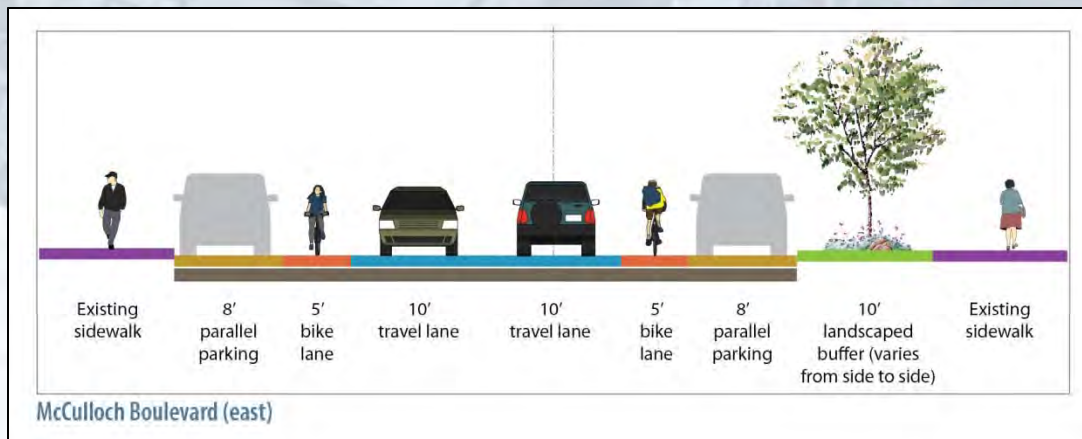 Existing
sidewalk
8’
parallel
parking
5’
bike
lane
10’
travel lane
10’
travel lane
5’
bike
lane
8’
parallel
parking
10’
landscaped
buffer (varies
from side to side)
Existing
sidewalk
McCulloch Boulevard (east)